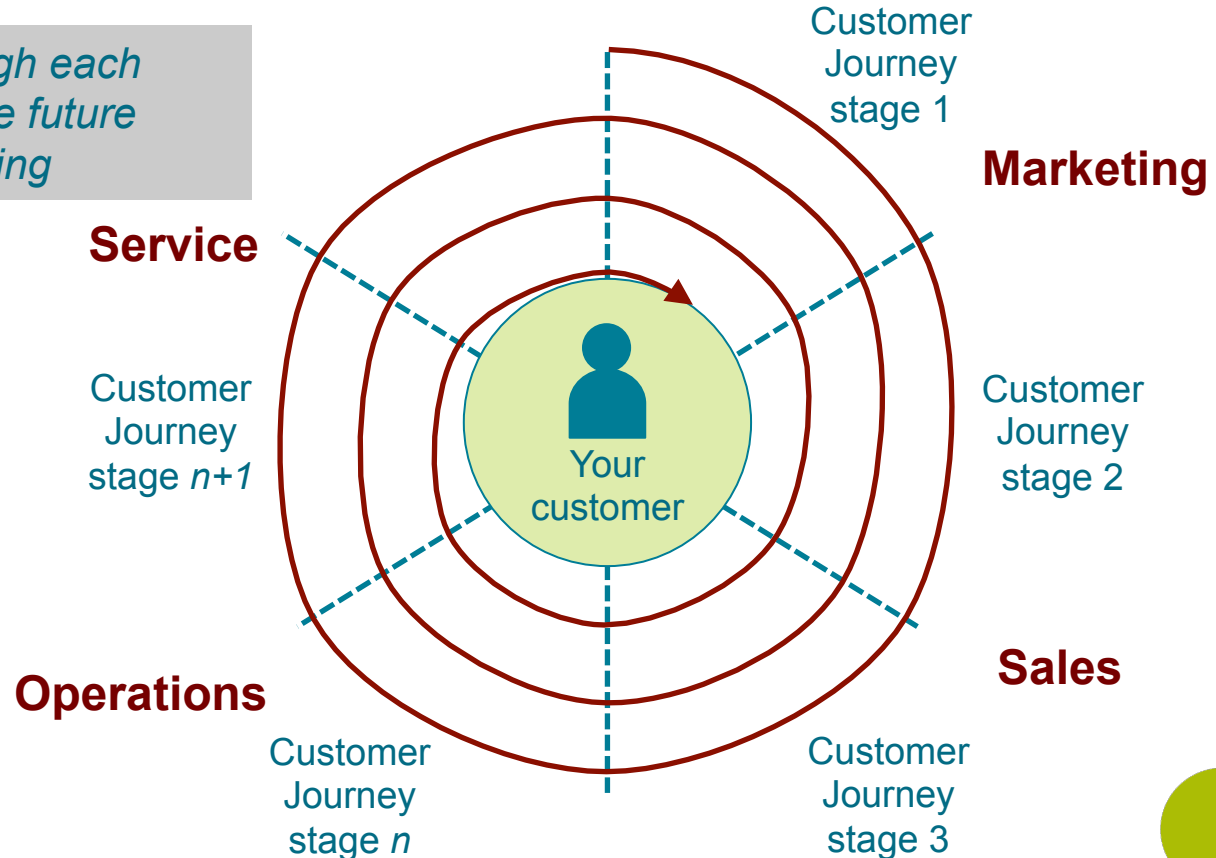 gh each
e future
ing
Customer
Journey
stage 1
Marketing
Service
Customer
Journey
stage n+1
Your
customer
Customer
Journey
stage 2
Operations
Sales
Customer
Journey
stage n
Customer
Journey
stage 3